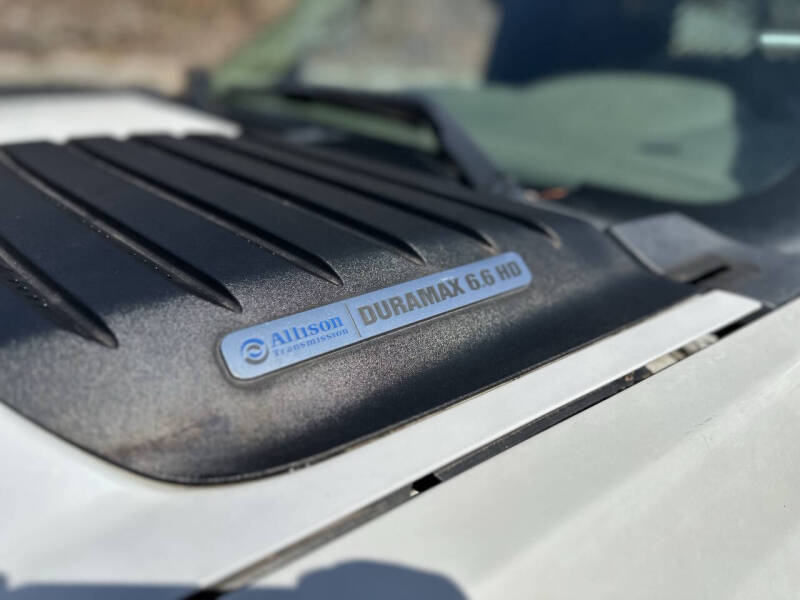 Allison
Transmission
DURAMAX 6.6 HD